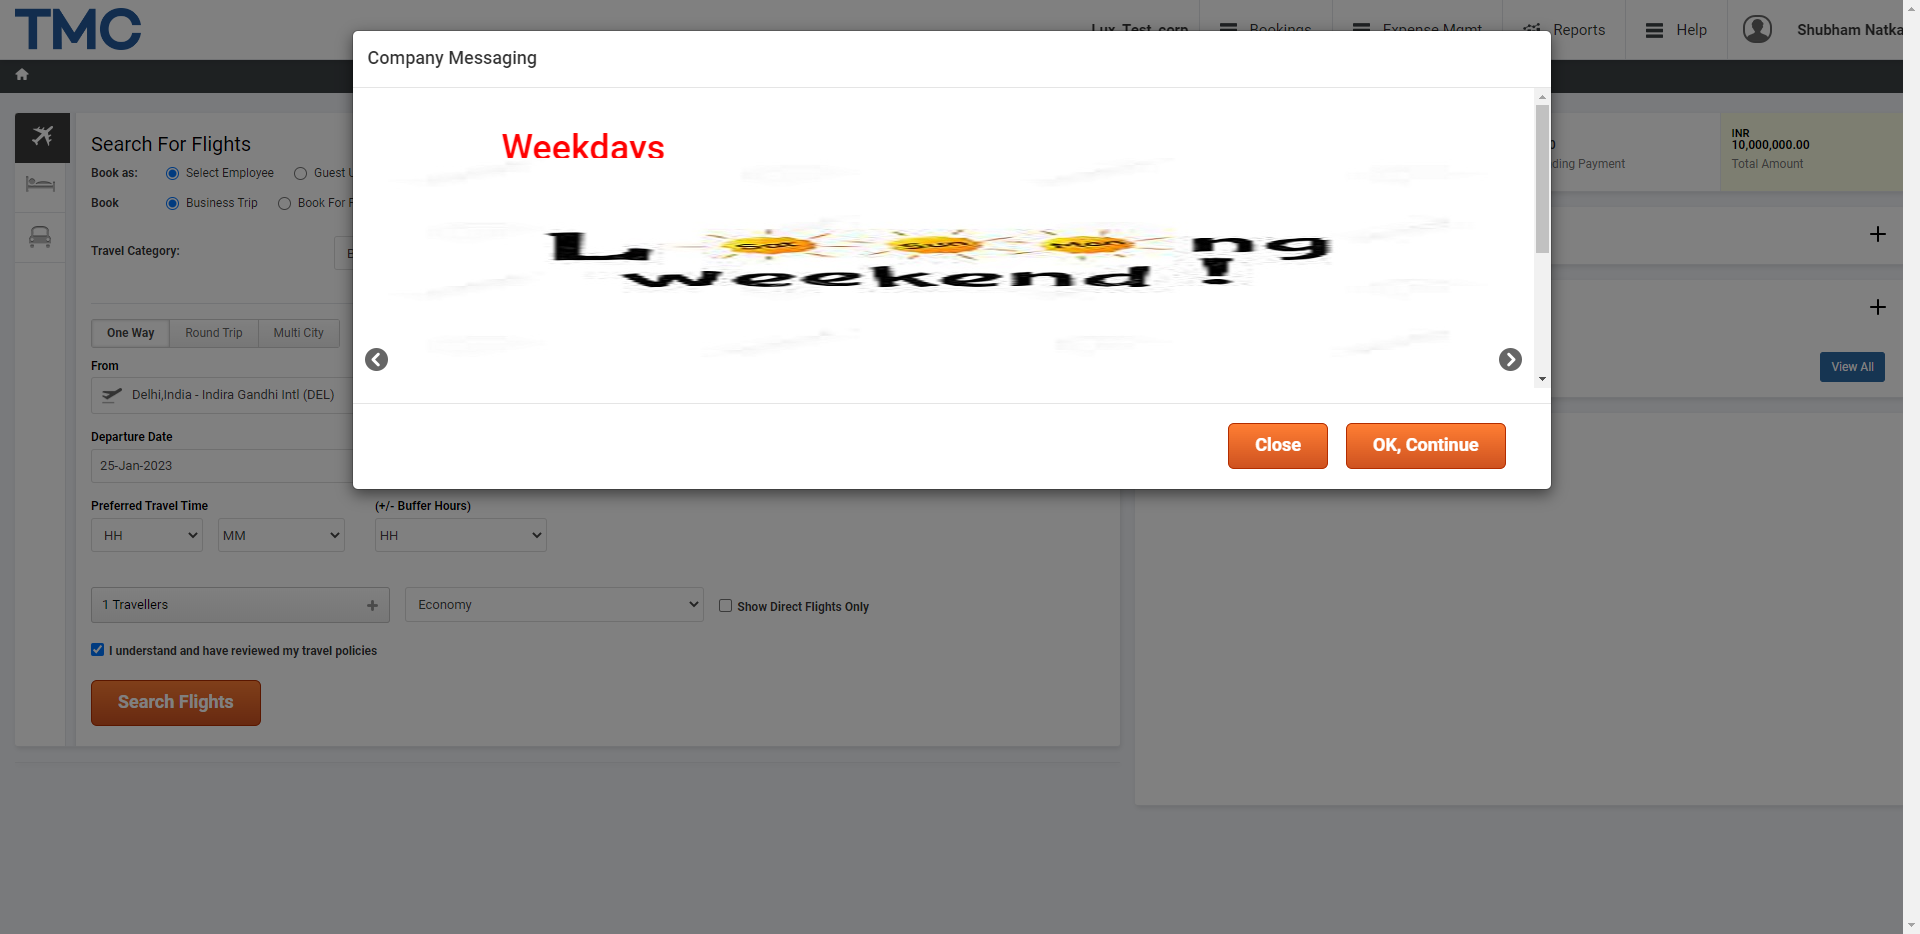 TMC
Lux_Test_corp
Bookings
Expense Mgmt
Reports
Help
Shubham Natka
Company Messaging
Weekdays
L Sat Sun Mon ng
weekend !
Close
OK, Continue
Search For Flights
Book as:
Select Employee
Guest U
Book
Business Trip
Book For F
Travel Category:
One Way
Round Trip
Multi City
From
Delhi,India - Indira Gandhi Intl (DEL)
Departure Date
25-Jan-2023
Preferred Travel Time
(+/- Buffer Hours)
HH
MM
HH
1 Travellers
Economy
Show Direct Flights Only
I understand and have reviewed my travel policies
Search Flights
ding Payment
INR
10,000,000.00
Total Amount
View All